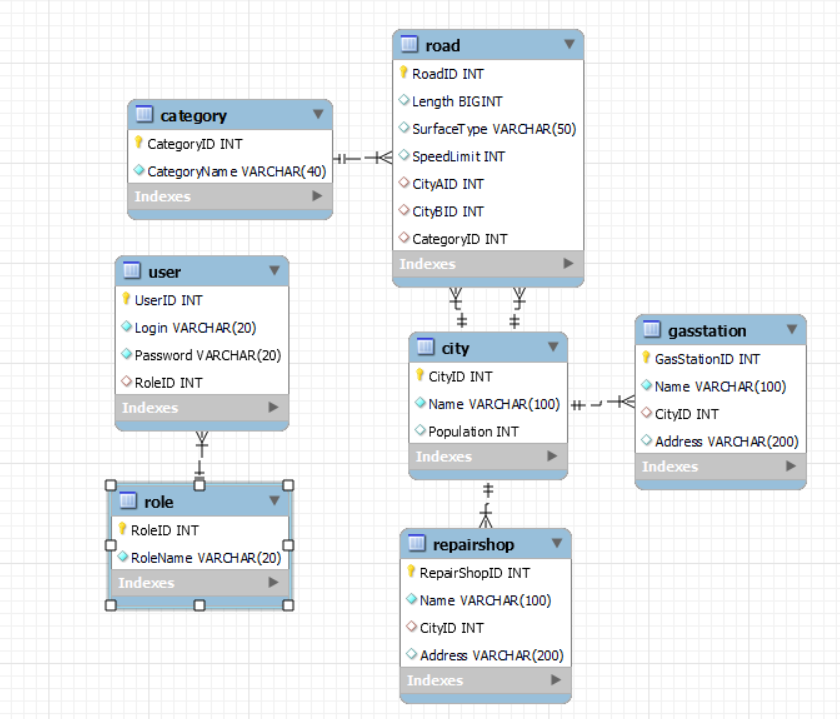 road
RoadID INT
Length BIGINT
SurfaceType VARCHAR(50)
SpeedLimit INT
CityAID INT
CityBID INT
CategoryID INT
Indexes
category
CategoryID INT
CategoryName VARCHAR(40)
Indexes
user
UserID INT
Login VARCHAR(20)
Password VARCHAR(20)
RoleID INT
Indexes
city
CityID INT
Name VARCHAR(100)
Population INT
Indexes
gasstation
GasStationID INT
Name VARCHAR(100)
CityID INT
Address VARCHAR(200)
Indexes
role
RoleID INT
RoleName VARCHAR(20)
Indexes
repairshop
RepairShopID INT
Name VARCHAR(100)
CityID INT
Address VARCHAR(200)
Indexes